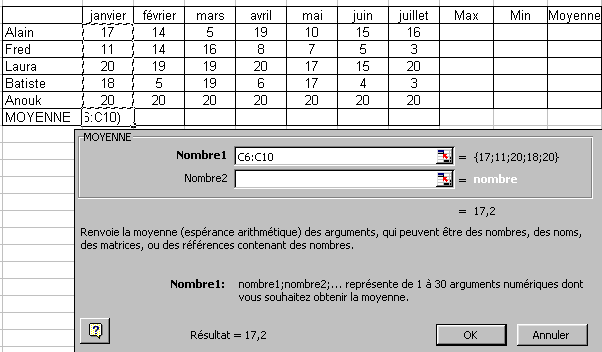 janvier février mars avril mai juin juillet Max Min Moyenne
Alain 17 14 5 19 10 15 16
Fred 11 14 16 8 7 5 3
Laura 20 19 19 20 17 15 20
Batiste 18 5 19 6 17 4 3
Anouk 20 20 20 20 20 20 20
MOYENNE 6:C10)
MOYENNE
Nombre1 C6:C10 = {17;11;20;18;20}
Nombre2 = nombre
= 17,2
Renvoie la moyenne (espérance arithmétique) des arguments, qui peuvent être des nombres, des noms,
des matrices, ou des références contenant des nombres.
Nombre1: nombre1;nombre2;... représente de 1 à 30 arguments numériques dont
vous souhaitez obtenir la moyenne.
? Résultat = 17,2 OK Annuler